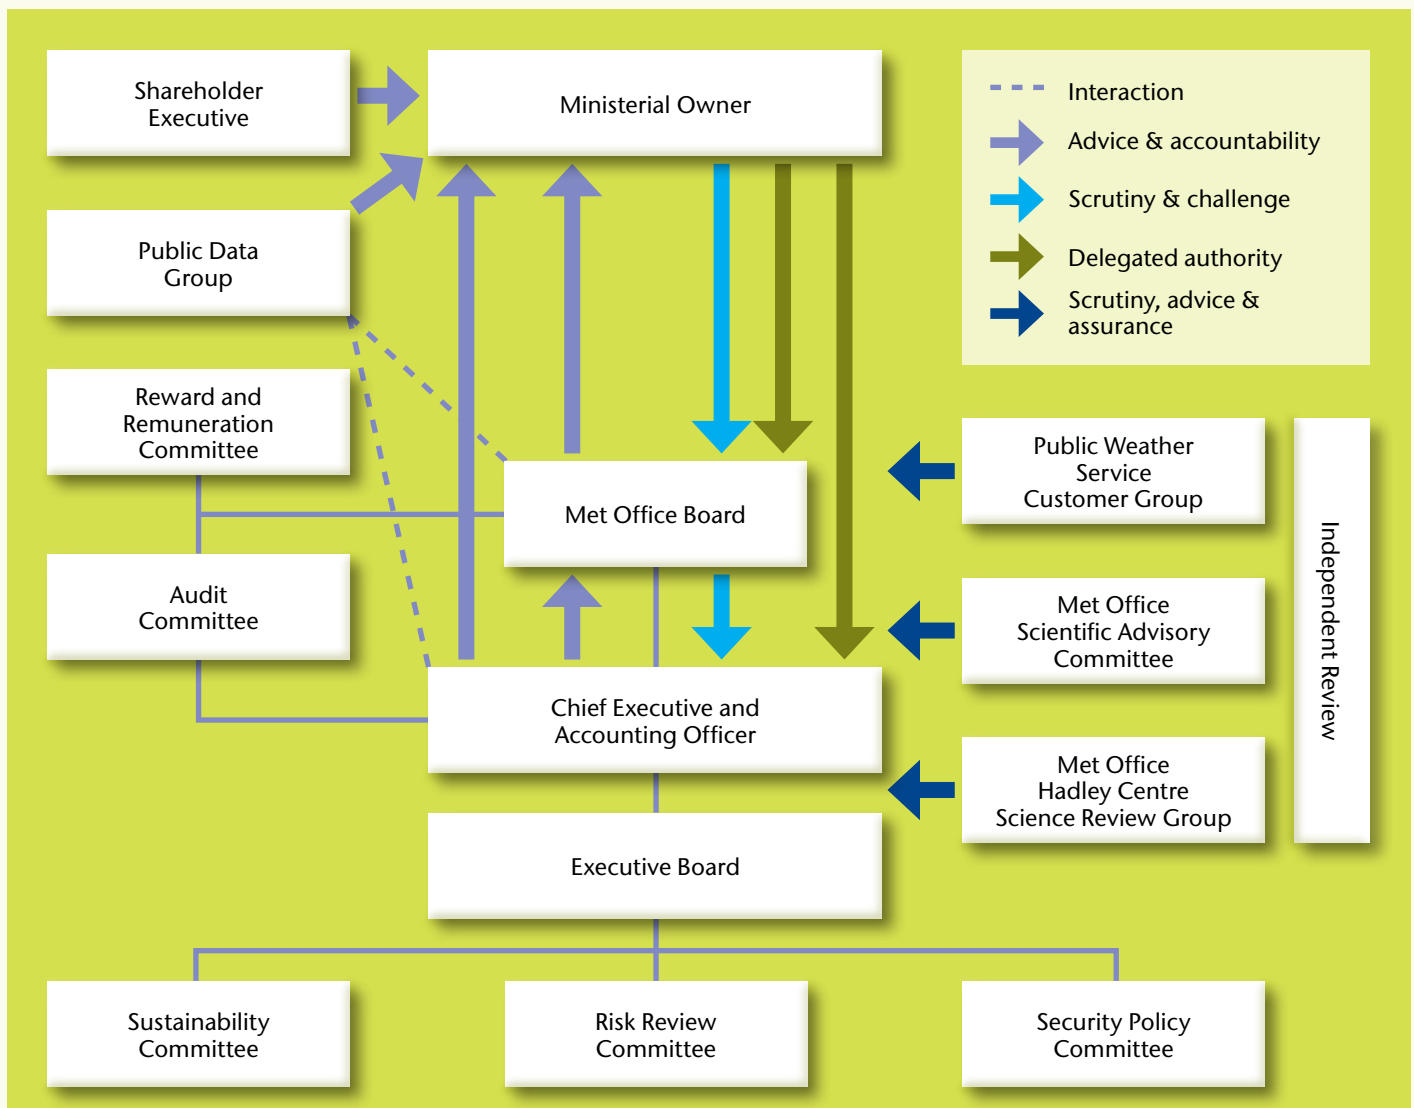 Shareholder
Executive
Ministerial Owner
Interaction
Advice & accountability
Scrutiny & challenge
Delegated authority
Scrutiny, advice &
assurance
Public Data
Group
Reward and
Remuneration
Committee
Audit
Committee
Met Office Board
Chief Executive and
Accounting Officer
Executive Board
Public Weather
Service
Customer Group
Met Office
Scientific Advisory
Committee
Met Office
Hadley Centre
Science Review Group
Independent Review
Sustainability
Committee
Risk Review
Committee
Security Policy
Committee